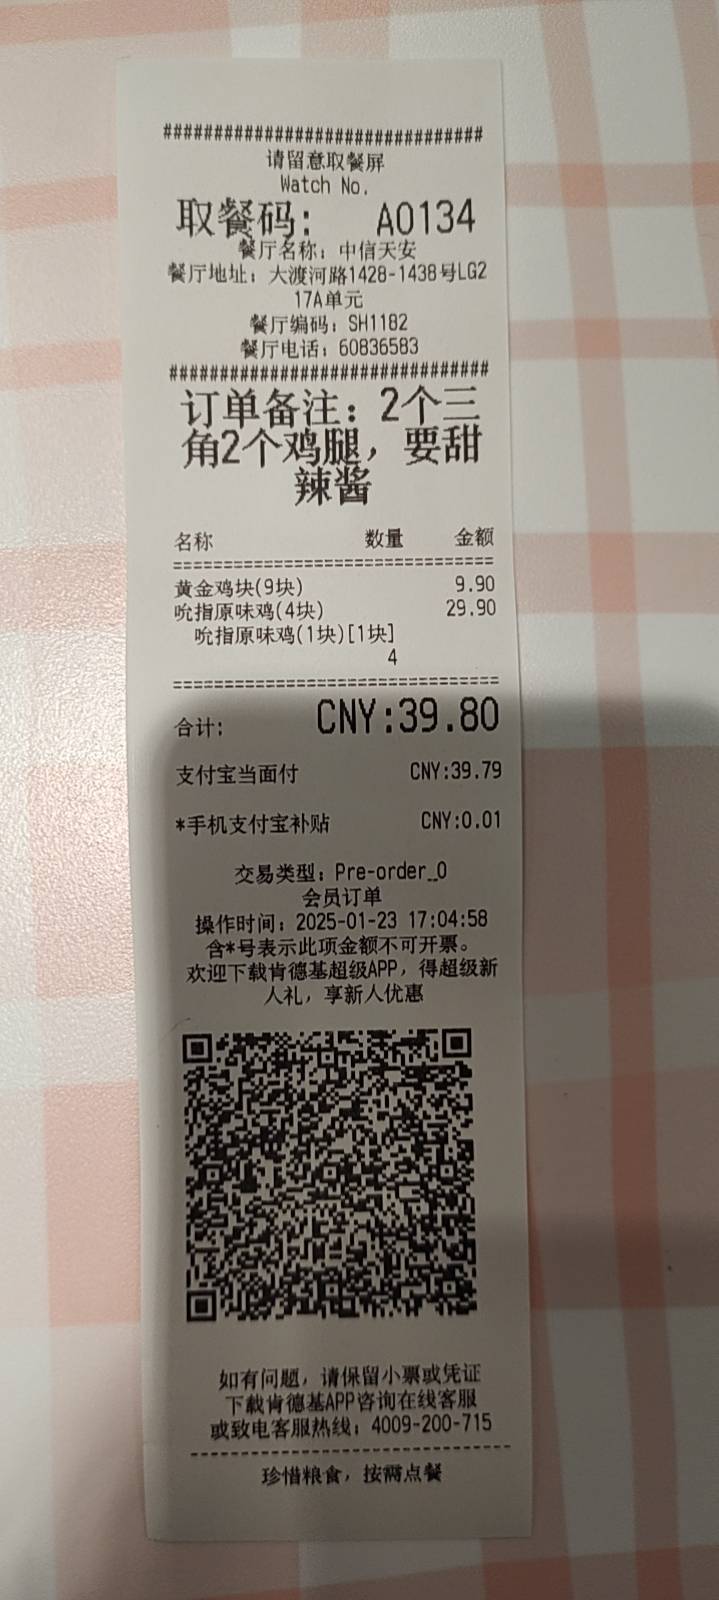 ################################
请留意取餐屏
Watch No.
取餐码: A0134
餐厅名称: 中信天安
餐厅地址: 大渡河路1428-1438号LG2
17A单元
餐厅编码: SH1182
餐厅电话: 60836583
################################
订单备注: 2个三
角2个鸡腿, 要甜
辣酱
名称 数量 金额
================================
黄金鸡块(9块) 9.90
吮指原味鸡(4块) 29.90
吮指原味鸡(1块)[1块]
4
================================
合计: CNY:39.80
支付宝当面付 CNY:39.79
*手机支付宝补贴 CNY:0.01
交易类型: Pre-order_0
会员订单
操作时间: 2025-01-23 17:04:58
含*号表示此项金额不可开票。
欢迎下载肯德基超级APP, 得超级新
人礼, 享新人优惠
如有问题, 请保留小票或凭证
下载肯德基APP咨询在线客服
或致电客服热线: 4009-200-715
--------------------------------
珍惜粮食, 按需点餐